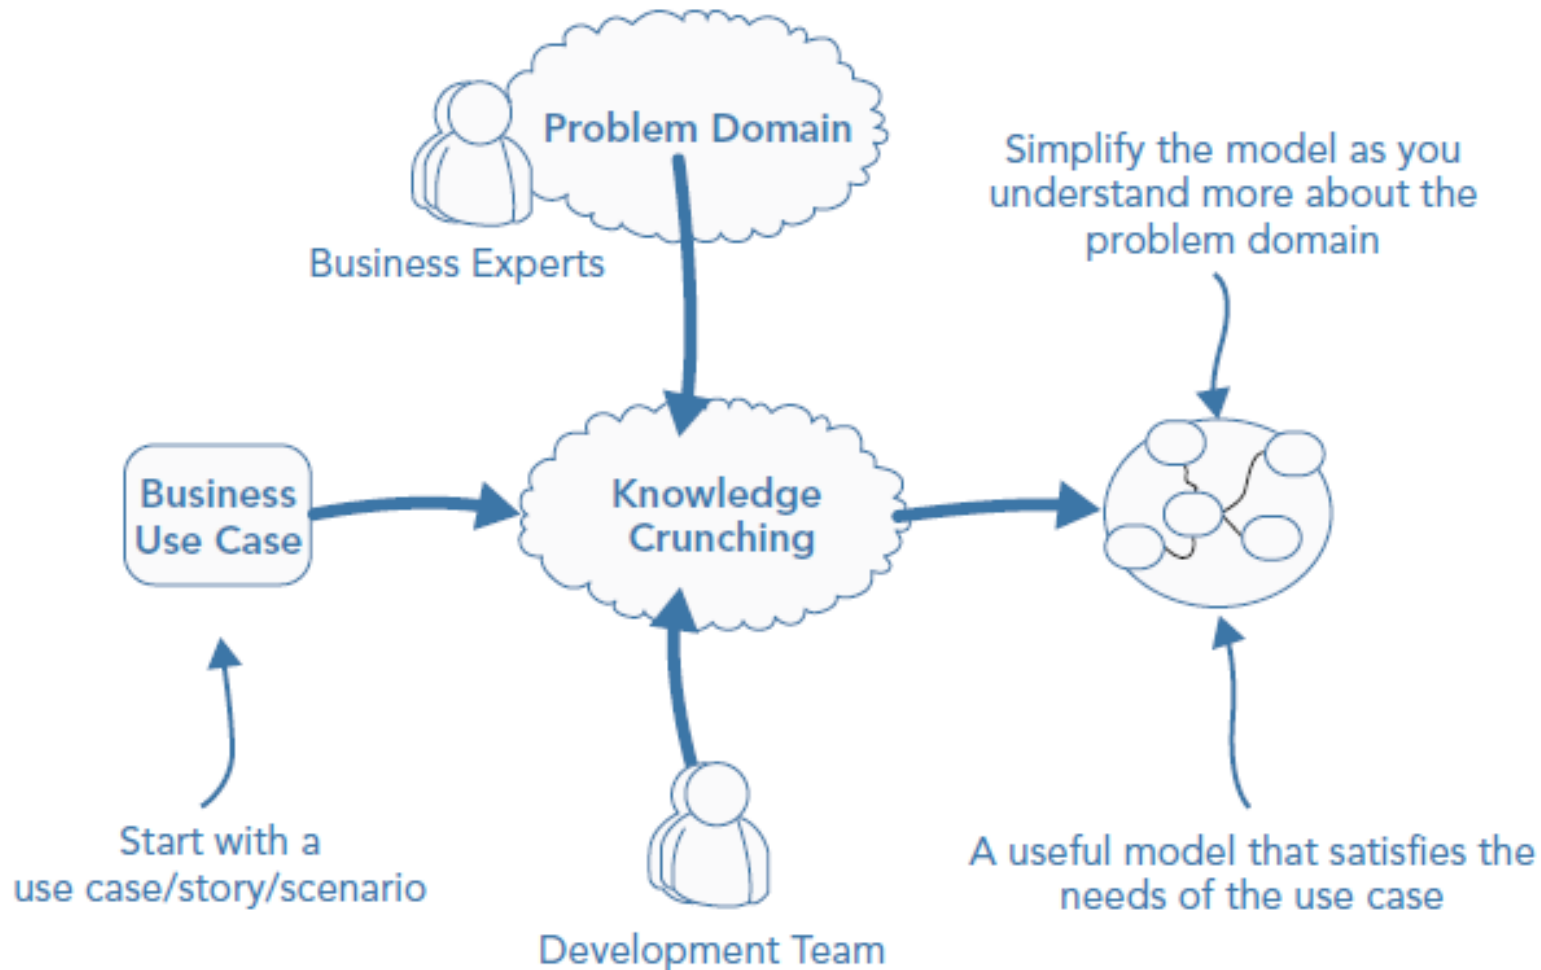 Problem Domain
Business Experts
Simplify the model as you
understand more about the
problem domain
Business
Use Case
Knowledge
Crunching
Start with a
use case/story/scenario
Development Team
A useful model that satisfies the
needs of the use case